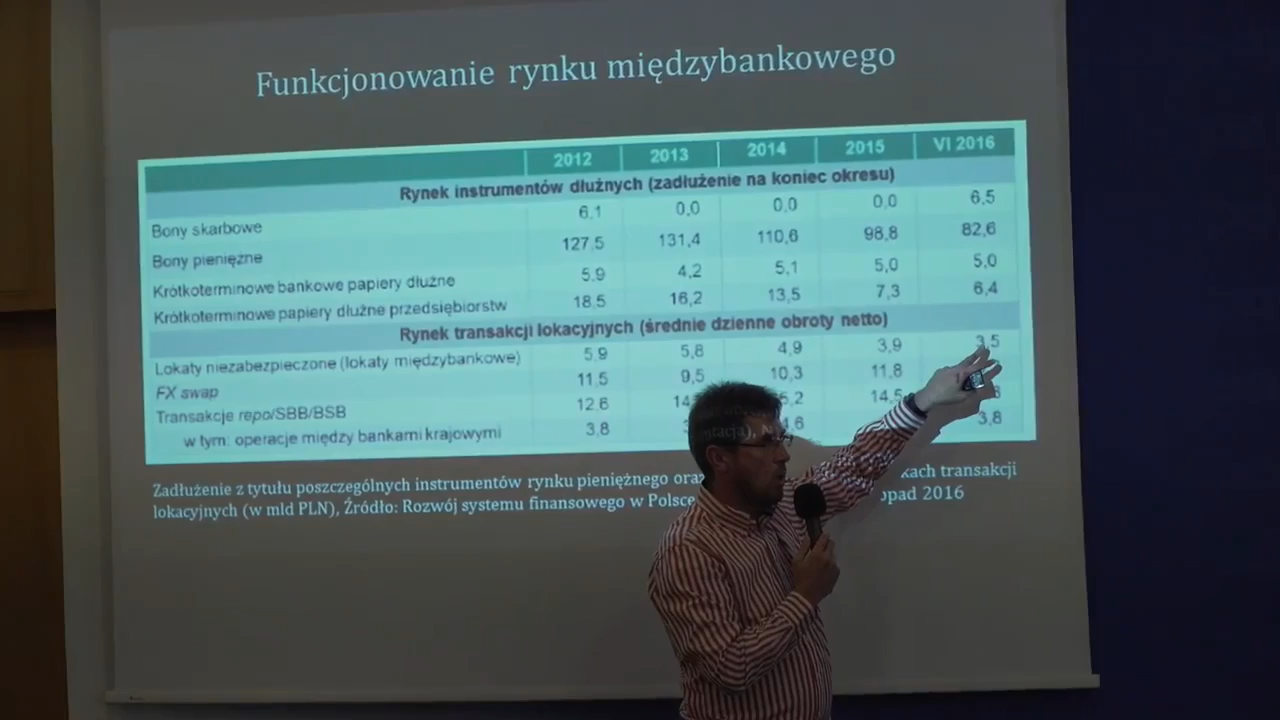 Funkcjonowanie rynku międzybankowego
2012 2013 2014 2015 VI 2016
Rynek instrumentów dłużnych (zadłużenie na koniec okresu)
Bony skarbowe 6,1 0,0 0,0 0,0 6,5
Bony pieniężne 127,5 131,4 110,6 98,8 82,6
Krótkoterminowe bankowe papiery dłużne 5,9 4,2 5,1 5,0 5,0
Krótkoterminowe papiery dłużne przedsiębiorstw 18,5 16,2 13,5 7,3 6,4
Rynek transakcji lokacyjnych (średnie dzienne obroty netto)
Lokaty niezabezpieczone (lokaty międzybankowe) 5,9 5,8 4,9 3,9 3,5
FX swap 11,5 9,5 10,3 11,8
Transakcje repo/SBB/BSB 12,6 14,5
w tym: operacje między bankami krajowymi 3,8 3,8
Zadłużenie z tytułu poszczególnych instrumentów rynku pieniężnego transakcji
lokacyjnych (w mld PLN), Źródło: Rozwój systemu finansowego w Polsce 2016